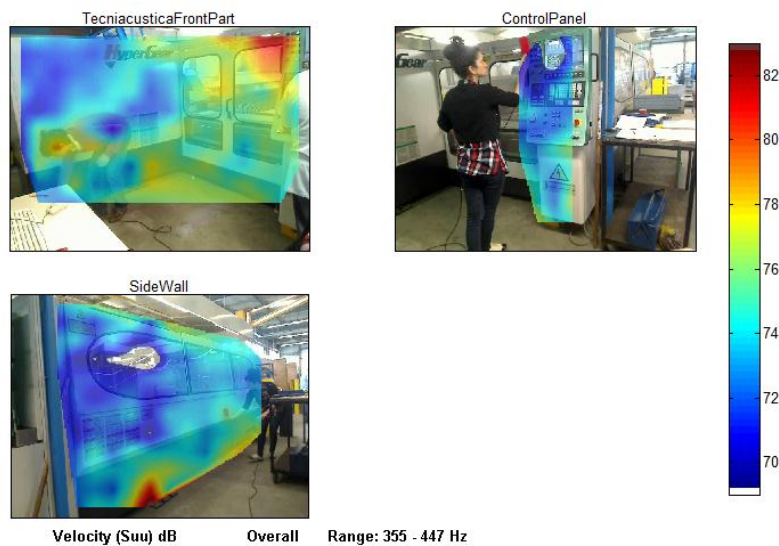 TecniacusticaFrontPart
ControlPanel
HyperGear
Gear
82
80
78
76
74
72
70
SideWall
Velocity (Suu) dB Overall Range: 355 - 447 Hz